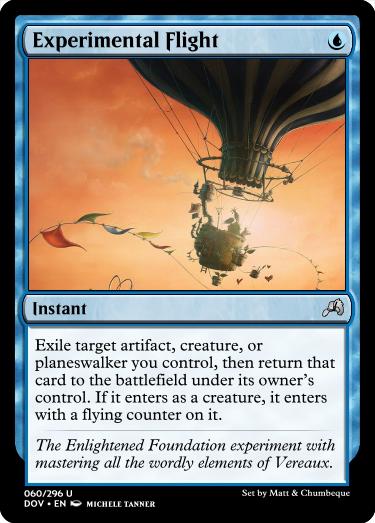 Experimental Flight
Instant
Exile target artifact, creature, or
planeswalker you control, then return that
card to the battlefield under its owner's
control. If it enters as a creature, it enters
with a flying counter on it.
The Enlightened Foundation experiment with
mastering all the wordly elements of Vereaux.
060/296 U
DOV • EN MICHELE TANNER
Set by Matt & Chumbeque